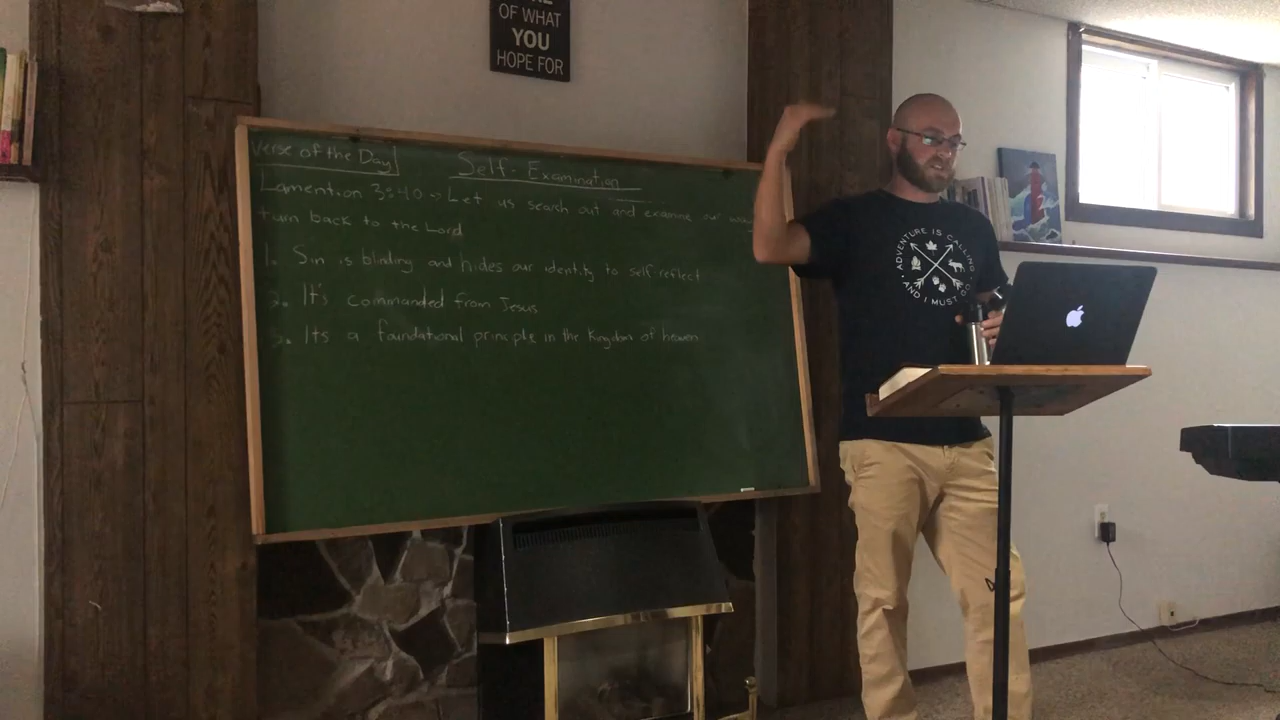 OF WHAT
YOU
HOPE FOR
Verse of the Day
Self-Examination
Lamention 3:40 → Let us search out and examine our ways
turn back to the Lord
1. Sin is blinding and hides our identity to self-reflect
2. It's commanded from Jesus
3. Its a foundational principle in the Kingdom of heaven
ADVENTURE IS CALLING
AND I MUST GO